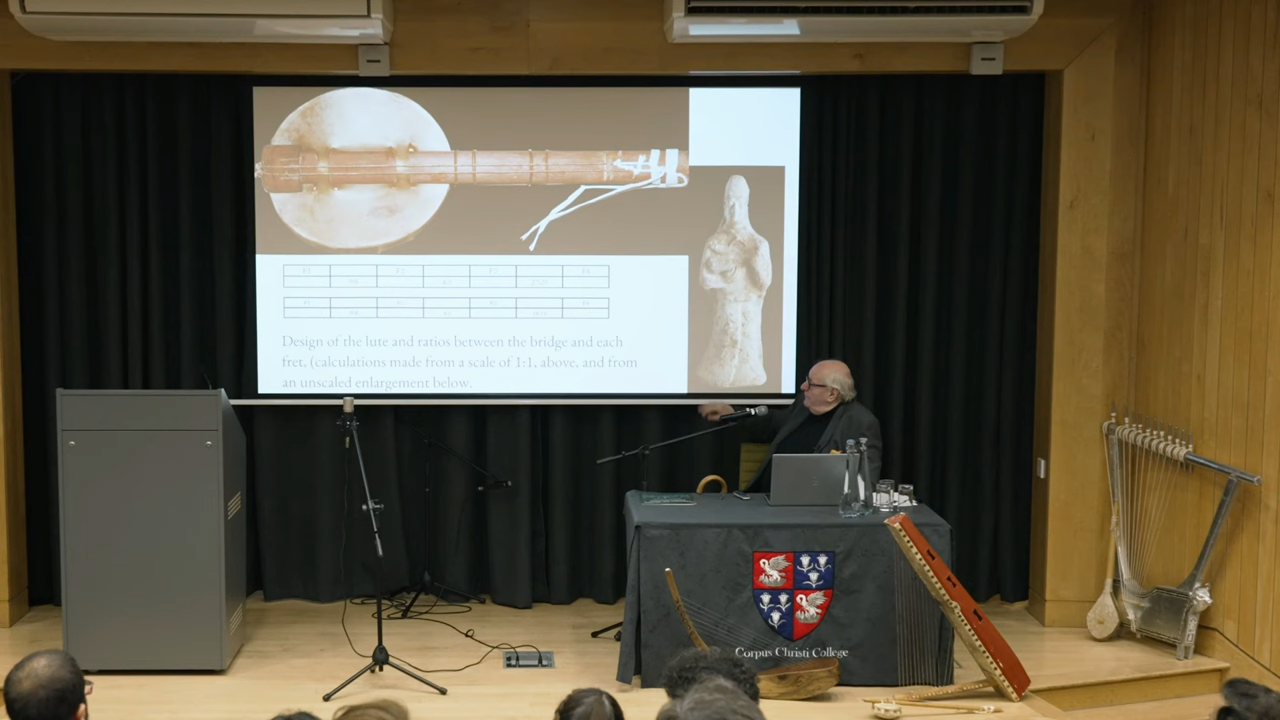 Design of the lute and ratios between the bridge and each
fret, (calculations made from a scale of 1:1, above, and from
an unscaled enlargement below.
Corpus Christi College